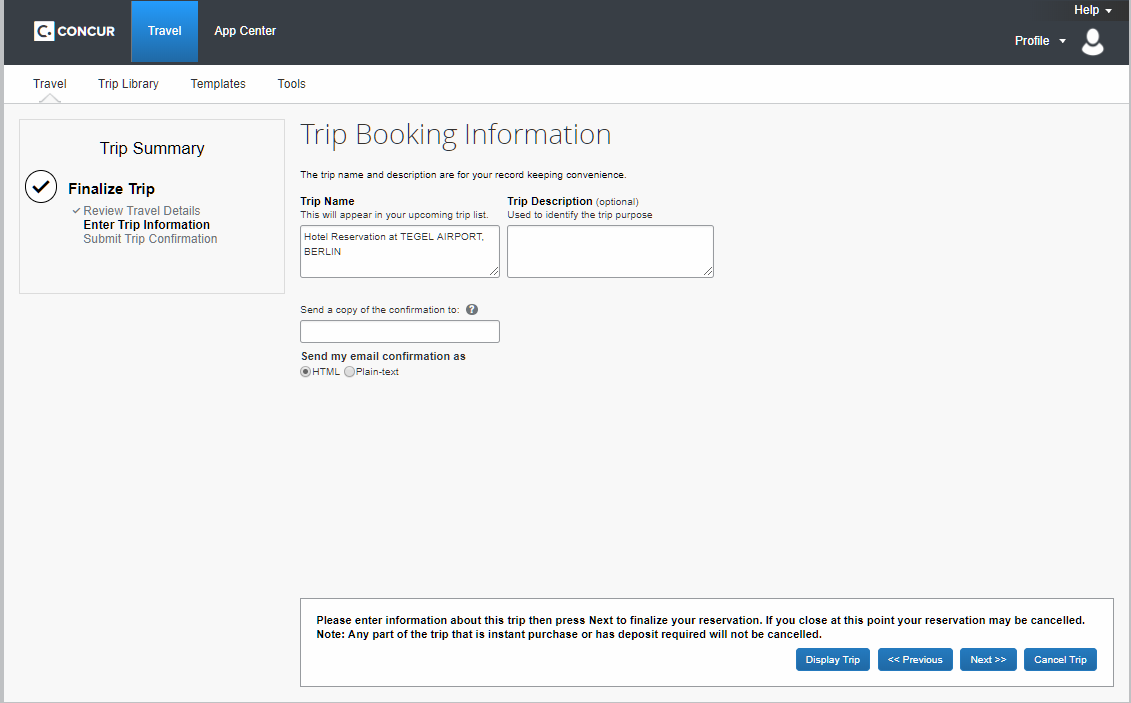 Help
C. CONCUR
Travel
App Center
Profile
Travel
Trip Library
Templates
Tools
Trip Summary
Finalize Trip
Review Travel Details
Enter Trip Information
Submit Trip Confirmation
Trip Booking Information
The trip name and description are for your record keeping convenience.
Trip Name
This will appear in your upcoming trip list.
Hotel Reservation at TEGEL AIRPORT,
BERLIN
Trip Description (optional)
Used to identify the trip purpose
Send a copy of the confirmation to: ?
Send my email confirmation as
HTML Plain-text
Please enter information about this trip then press Next to finalize your reservation. If you close at this point your reservation may be cancelled.
Note: Any part of the trip that is instant purchase or has deposit required will not be cancelled.
Display Trip
<< Previous
Next >>
Cancel Trip